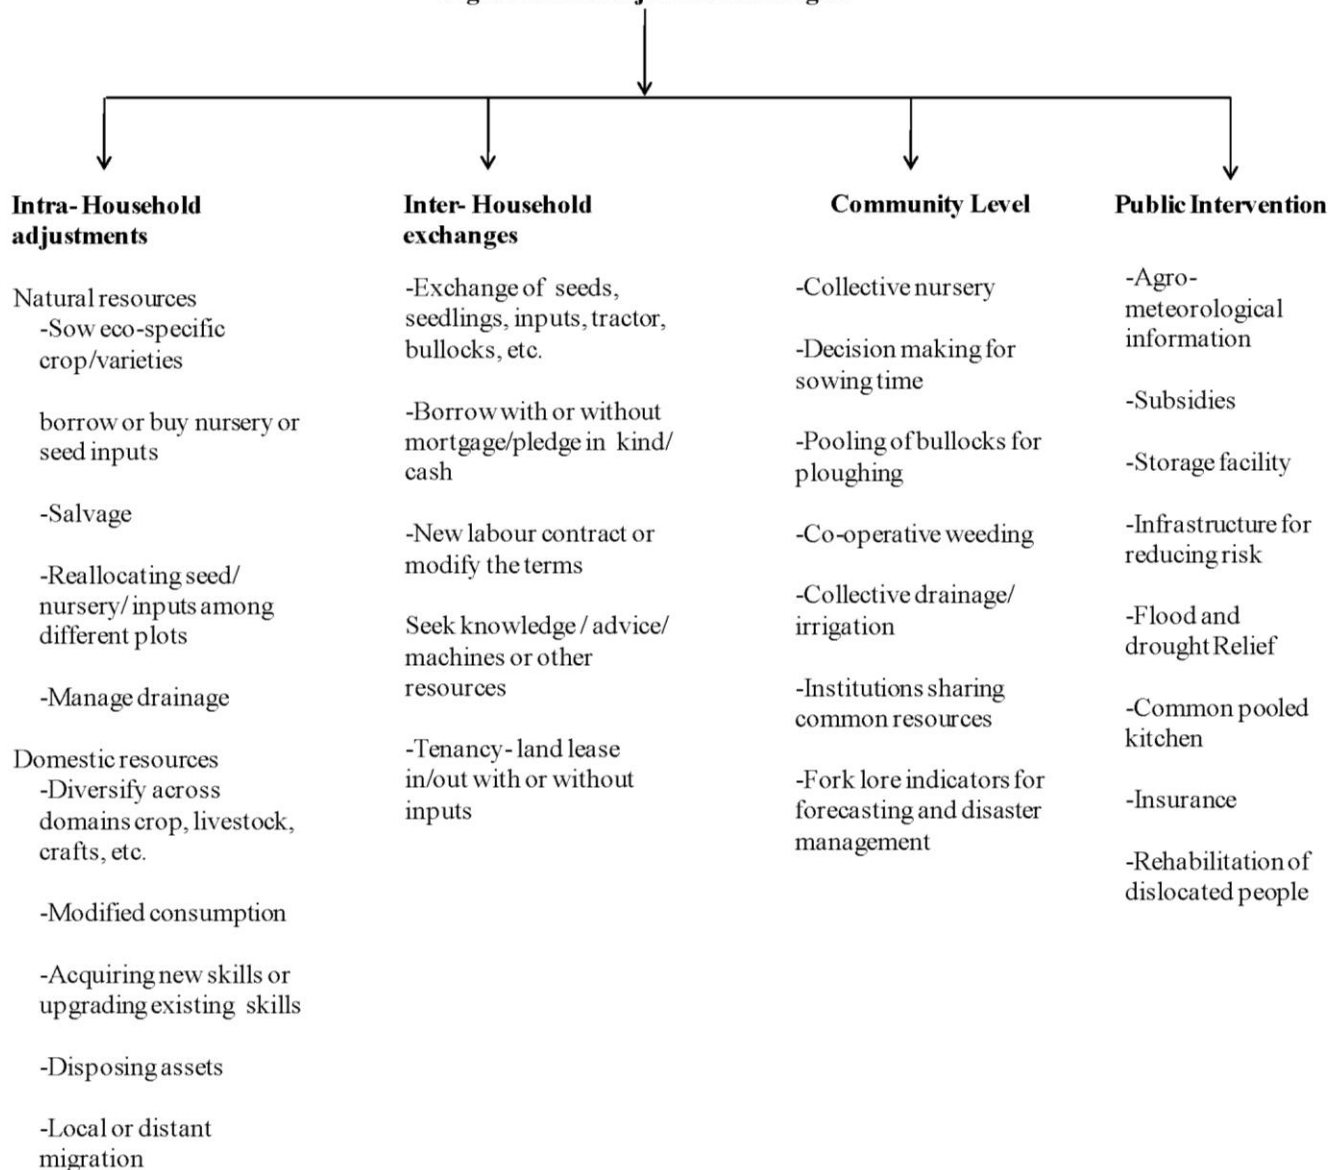 Intra- Household
adjustments
Natural resources
-Sow eco-specific
crop/varieties
borrow or buy nursery or
seed inputs
-Salvage
-Reallocating seed/
nursery/ inputs among
different plots
-Manage drainage
Domestic resources
-Diversify across
domains crop, livestock,
crafts, etc.
-Modified consumption
-Acquiring new skills or
upgrading existing skills
-Disposing assets
-Local or distant
migration
Inter- Household
exchanges
-Exchange of seeds,
seedlings, inputs, tractor,
bullocks, etc.
-Borrow with or without
mortgage/pledge in kind/
cash
-New labour contract or
modify the terms
Seek knowledge / advice/
machines or other
resources
-Tenancy- land lease
in/out with or without
inputs
Community Level
-Collective nursery
-Decision making for
sowing time
-Pooling of bullocks for
ploughing
-Co-operative weeding
-Collective drainage/
irrigation
-Institutions sharing
common resources
-Fork lore indicators for
forecasting and disaster
management
Public Intervention
-Agro-
meteorological
information
-Subsidies
-Storage facility
-Infrastructure for
reducing risk
-Flood and
drought Relief
-Common pooled
kitchen
-Insurance
-Rehabilitation of
dislocated people